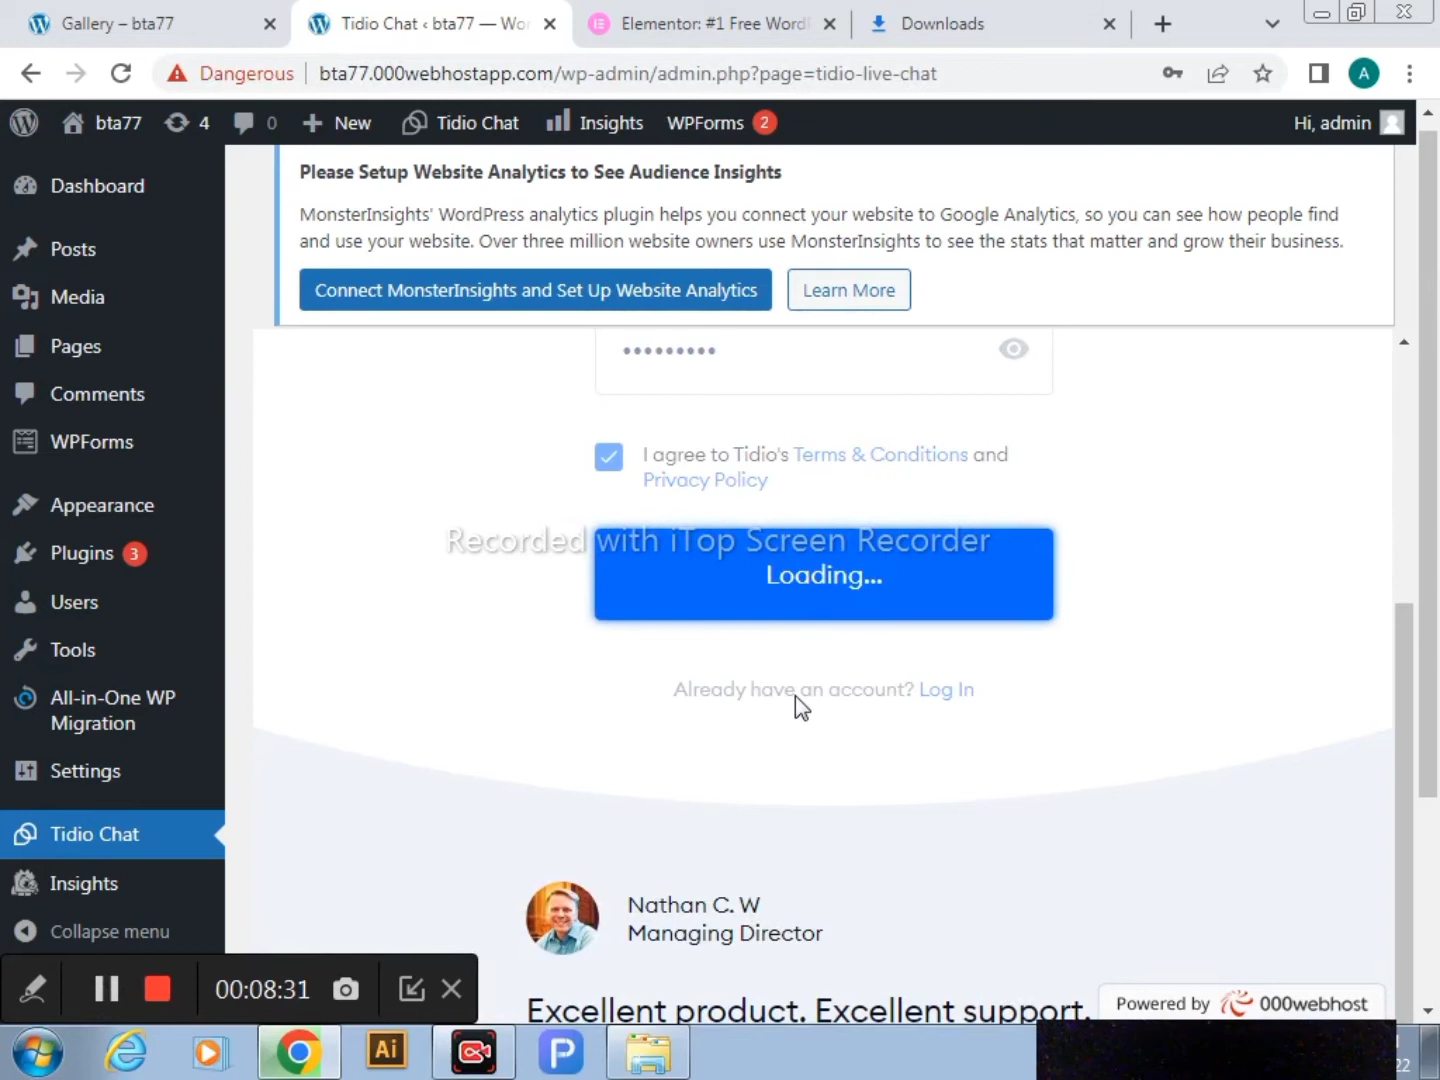 Gallery – bta77
Tidio Chat ‹ bta77 — Wor
Elementor: #1 Free Word
Downloads
Dangerous
bta77.000webhostapp.com/wp-admin/admin.php?page=tidio-live-chat
A
bta77
4
0
New
Tidio Chat
Insights
WPForms 2
Hi, admin
Dashboard
Posts
Media
Pages
Comments
WPForms
Appearance
Plugins 3
Users
Tools
All-in-One WP
Migration
Settings
Tidio Chat
Insights
Collapse menu
Please Setup Website Analytics to See Audience Insights
MonsterInsights' WordPress analytics plugin helps you connect your website to Google Analytics, so you can see how people find
and use your website. Over three million website owners use MonsterInsights to see the stats that matter and grow their business.
Connect MonsterInsights and Set Up Website Analytics
Learn More
I agree to Tidio's Terms & Conditions and
Privacy Policy
Recorded with iTop Screen Recorder
Loading...
Already have an account? Log In
Nathan C. W
Managing Director
Excellent product. Excellent support.
Powered by 000webhost
00:08:31
Ai
P
22